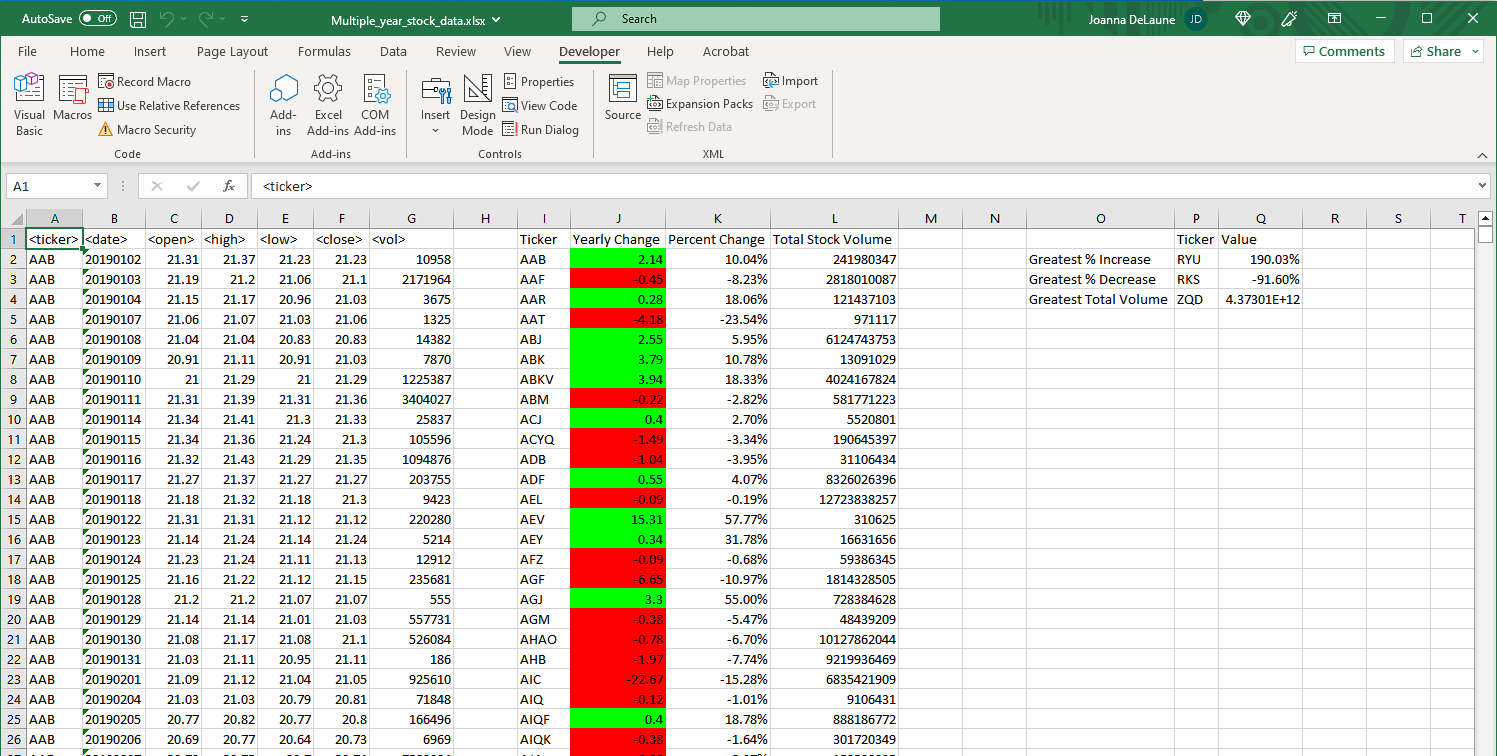 AutoSave Off Multiple_year_stock_data.xlsx Search Joanna DeLaune JD
File Home Insert Page Layout Formulas Data Review View Developer Help Acrobat Comments Share
Visual Basic Macros Record Macro Use Relative References Macro Security
Add-ins Excel Add-ins COM Add-ins
Insert Design Mode Properties View Code Run Dialog
Source Map Properties Expansion Packs Refresh Data Import Export
Code Add-ins Controls XML
A1 fx <ticker>
A B C D E F G H I J K L M N O P Q R S T
1 <ticker> <date> <open> <high> <low> <close> <vol> Ticker Yearly Change Percent Change Total Stock Volume Ticker Value
2 AAB 20190102 21.31 21.37 21.23 21.23 10958 AAB 2.14 10.04% 241980347 Greatest % Increase RYU 190.03%
3 AAB 20190103 21.19 21.2 21.06 21.1 2171964 AAF -0.45 -8.23% 2818010087 Greatest % Decrease RKS -91.60%
4 AAB 20190104 21.15 21.17 20.96 21.03 3675 AAR 0.28 18.06% 121437103 Greatest Total Volume ZQD 4.37301E+12
5 AAB 20190107 21.06 21.07 21.03 21.06 1325 AAT -4.18 -23.54% 971117
6 AAB 20190108 21.04 21.04 20.83 20.83 14382 ABJ 2.55 5.95% 6124743753
7 AAB 20190109 20.91 21.11 20.91 21.03 7870 ABK 3.79 10.78% 13091029
8 AAB 20190110 21 21.29 21 21.29 1225387 ABKV 3.94 18.33% 4024167824
9 AAB 20190111 21.31 21.39 21.31 21.36 3404027 ABM -0.22 -2.82% 581771223
10 AAB 20190114 21.34 21.41 21.3 21.33 25837 ACJ 0.4 2.70% 5520801
11 AAB 20190115 21.34 21.36 21.24 21.3 105596 ACYQ -1.49 -3.34% 190645397
12 AAB 20190116 21.32 21.43 21.29 21.35 1094876 ADB -1.04 -3.95% 31106434
13 AAB 20190117 21.27 21.37 21.27 21.27 203755 ADF 0.55 4.07% 8326026396
14 AAB 20190118 21.18 21.32 21.18 21.3 9423 AEL -0.09 -0.19% 12723838257
15 AAB 20190122 21.31 21.31 21.12 21.12 220280 AEV 15.31 57.77% 310625
16 AAB 20190123 21.14 21.24 21.14 21.24 5214 AEY 0.34 31.78% 16631656
17 AAB 20190124 21.23 21.24 21.11 21.13 12912 AFZ -0.09 -0.68% 59386345
18 AAB 20190125 21.16 21.22 21.12 21.15 235681 AGF -6.65 -10.97% 1814328505
19 AAB 20190128 21.2 21.2 21.07 21.07 555 AGJ 3.3 55.00% 728384628
20 AAB 20190129 21.14 21.14 21.01 21.03 557731 AGM -0.38 -5.47% 48439209
21 AAB 20190130 21.08 21.17 21.08 21.1 526084 AHAO -0.78 -6.70% 10127862044
22 AAB 20190131 21.03 21.11 20.95 21.11 186 AHB -1.97 -7.74% 9219936469
23 AAB 20190201 21.09 21.12 21.04 21.05 925610 AIC -22.67 -15.28% 6835421909
24 AAB 20190204 21.03 21.03 20.79 20.81 71848 AIQ -0.12 -1.01% 9106431
25 AAB 20190205 20.77 20.82 20.77 20.8 166496 AIQF 0.4 18.78% 888186772
26 AAB 20190206 20.69 20.77 20.64 20.73 6969 AIQK -0.38 -1.64% 301720349